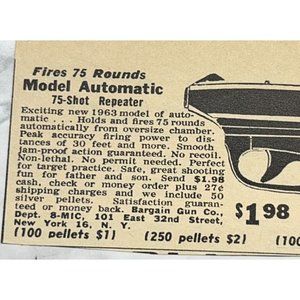 Fires 75 Rounds
Model Automatic
75-Shot Repeater
Exciting new 1963 model of auto-
matic ... Holds and fires 75 rounds
automatically from oversize chamber.
Peak accuracy firing power to dis-
tances of 30 feet and more. Smooth
jam-proof action guaranteed. No recoil.
Non-lethal. No permit needed. Perfect
for target practice. Safe, great shooting
fun for father and son. Send $1.98
cash, check or money order plus 27¢
shipping charges and we include 50
silver pellets. Satisfaction guaran-
teed or money back. Bargain Gun Co.,
Dept. 8-MIC, 101 East 32nd Street,
New York 16, N. Y.
$1.98
(100 pellets $1) (250 pellets $2) (100